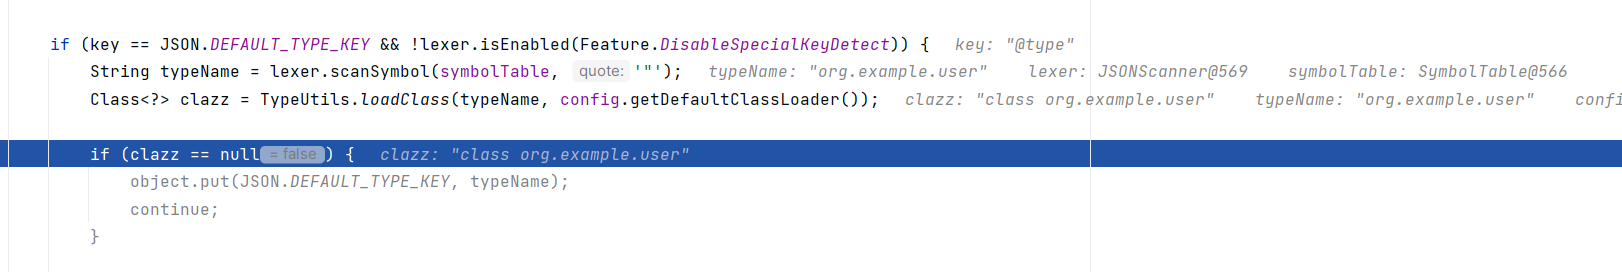 if (key == JSON.DEFAULT_TYPE_KEY && !lexer.isEnabled(Feature.DisableSpecialKeyDetect)) {   key: "@type"
String typeName = lexer.scanSymbol(symbolTable, quote: '"');   typeName: "org.example.user"   lexer: JSONScanner@569   symbolTable: SymbolTable@566
Class<?> clazz = TypeUtils.loadClass(typeName, config.getDefaultClassLoader());   clazz: "class org.example.user"   typeName: "org.example.user"   confi
if (clazz == null = false ) {   clazz: "class org.example.user"
object.put(JSON.DEFAULT_TYPE_KEY, typeName);
continue;
}